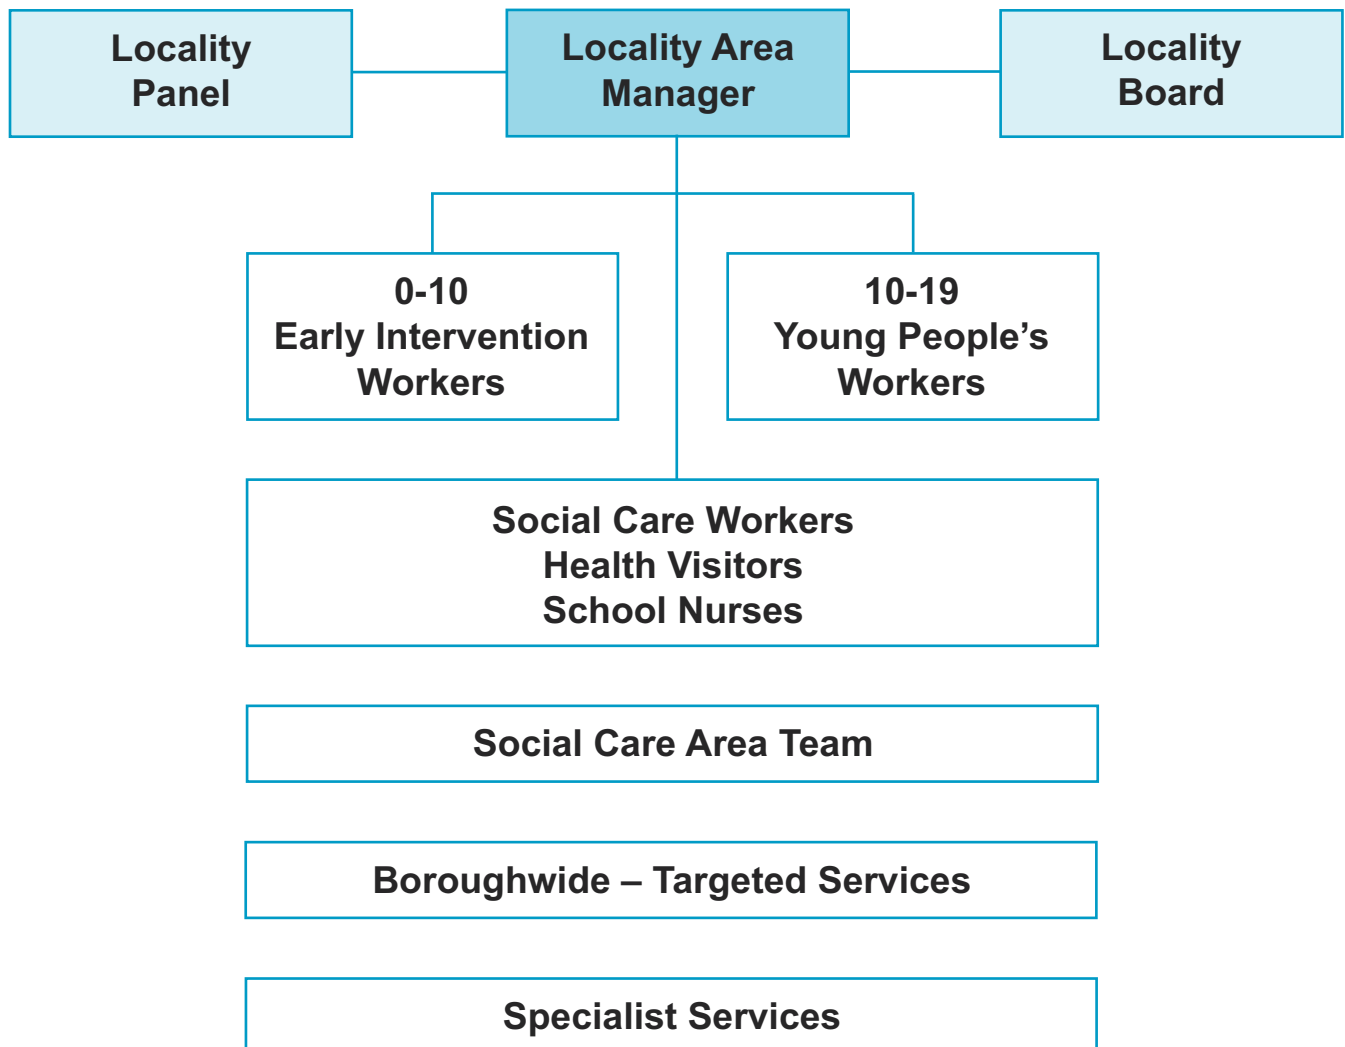 Locality
Panel
Locality Area
Manager
Locality
Board
0-10
Early Intervention
Workers
10-19
Young People’s
Workers
Social Care Workers
Health Visitors
School Nurses
Social Care Area Team
Boroughwide – Targeted Services
Specialist Services